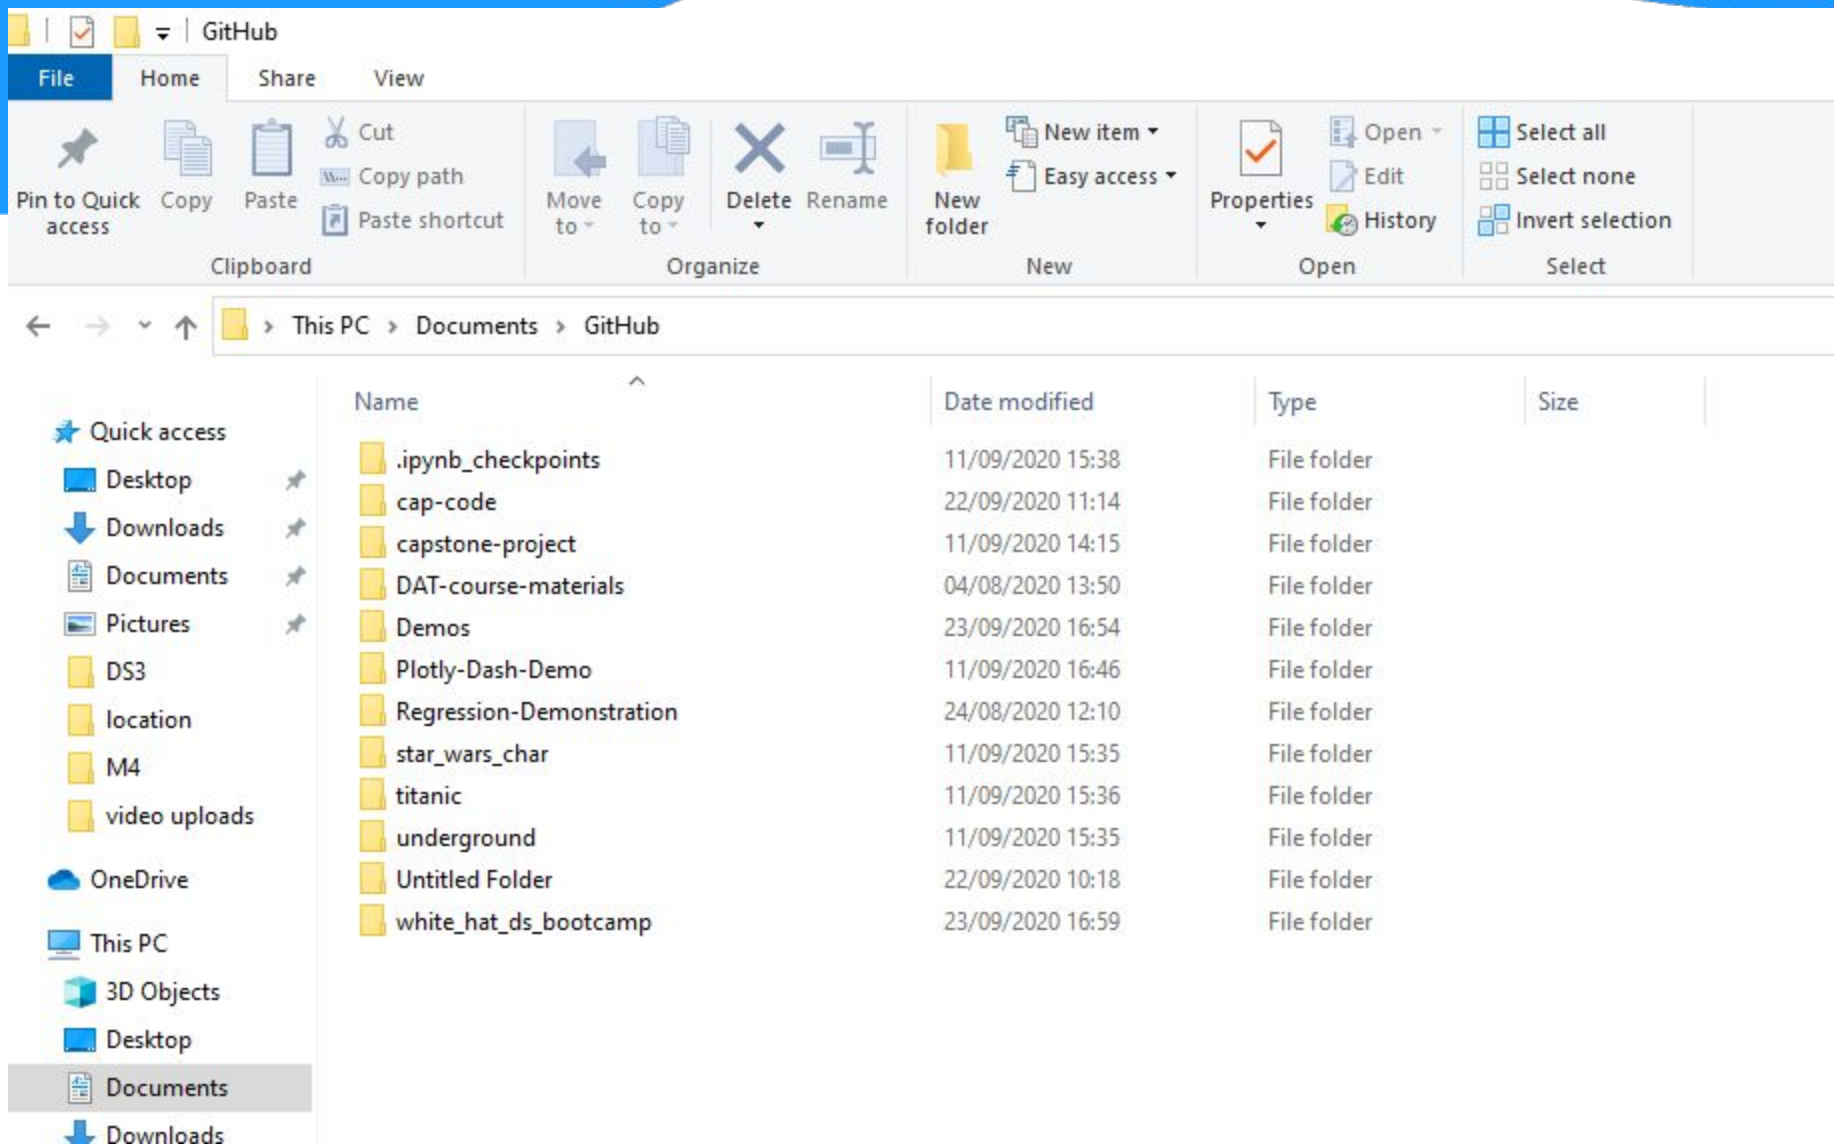 GitHub
File Home Share View
Pin to Quick access
Copy
Paste
Cut
Copy path
Paste shortcut
Clipboard
Move to
Copy to
Delete
Rename
Organize
New folder
New item
Easy access
New
Properties
Open
Edit
History
Open
Select all
Select none
Invert selection
Select
This PC > Documents > GitHub
Quick access
Desktop
Downloads
Documents
Pictures
DS3
location
M4
video uploads
OneDrive
This PC
3D Objects
Desktop
Documents
Downloads
Name Date modified Type Size
.ipynb_checkpoints 11/09/2020 15:38 File folder
cap-code 22/09/2020 11:14 File folder
capstone-project 11/09/2020 14:15 File folder
DAT-course-materials 04/08/2020 13:50 File folder
Demos 23/09/2020 16:54 File folder
Plotly-Dash-Demo 11/09/2020 16:46 File folder
Regression-Demonstration 24/08/2020 12:10 File folder
star_wars_char 11/09/2020 15:35 File folder
titanic 11/09/2020 15:36 File folder
underground 11/09/2020 15:35 File folder
Untitled Folder 22/09/2020 10:18 File folder
white_hat_ds_bootcamp 23/09/2020 16:59 File folder